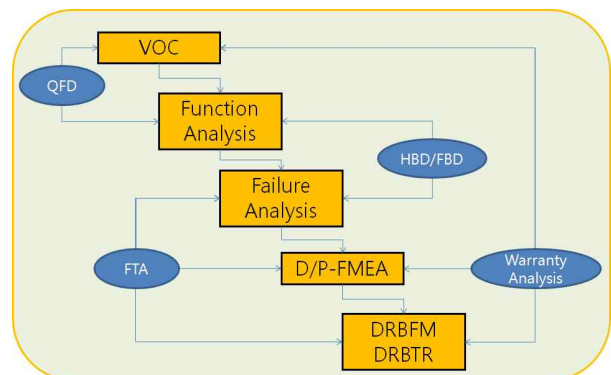 VOC
QFD
Function
Analysis
HBD/FBD
Failure
Analysis
FTA
D/P-FMEA
Warranty
Analysis
DRBFM
DRBTR